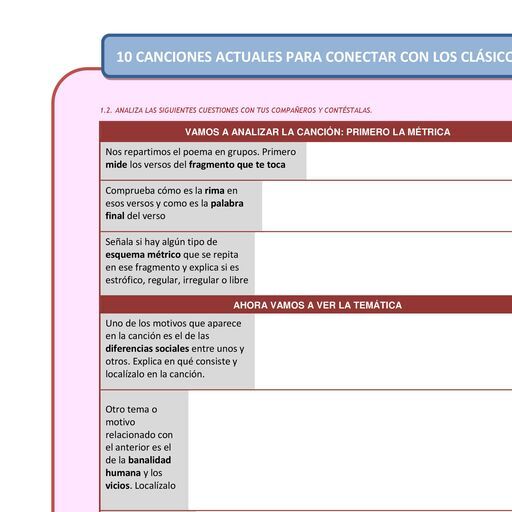 10 CANCIONES ACTUALES PARA CONECTAR CON LOS CLÁSICO
1.2. ANALIZA LAS SIGUIENTES CUESTIONES CON TUS COMPAÑEROS Y CONTÉSTALAS.
VAMOS A ANALIZAR LA CANCIÓN: PRIMERO LA MÉTRICA
Nos repartimos el poema en grupos. Primero
mide los versos del fragmento que te toca
Comprueba cómo es la rima en
esos versos y como es la palabra
final del verso
Señala si hay algún tipo de
esquema métrico que se repita
en ese fragmento y explica si es
estrófico, regular, irregular o libre
AHORA VAMOS A VER LA TEMÁTICA
Uno de los motivos que aparece
en la canción es el de las
diferencias sociales entre unos y
otros. Explica en qué consiste y
localízalo en la canción.
Otro tema o
motivo
relacionado con
el anterior es el
de la banalidad
humana y los
vicios. Localízalo